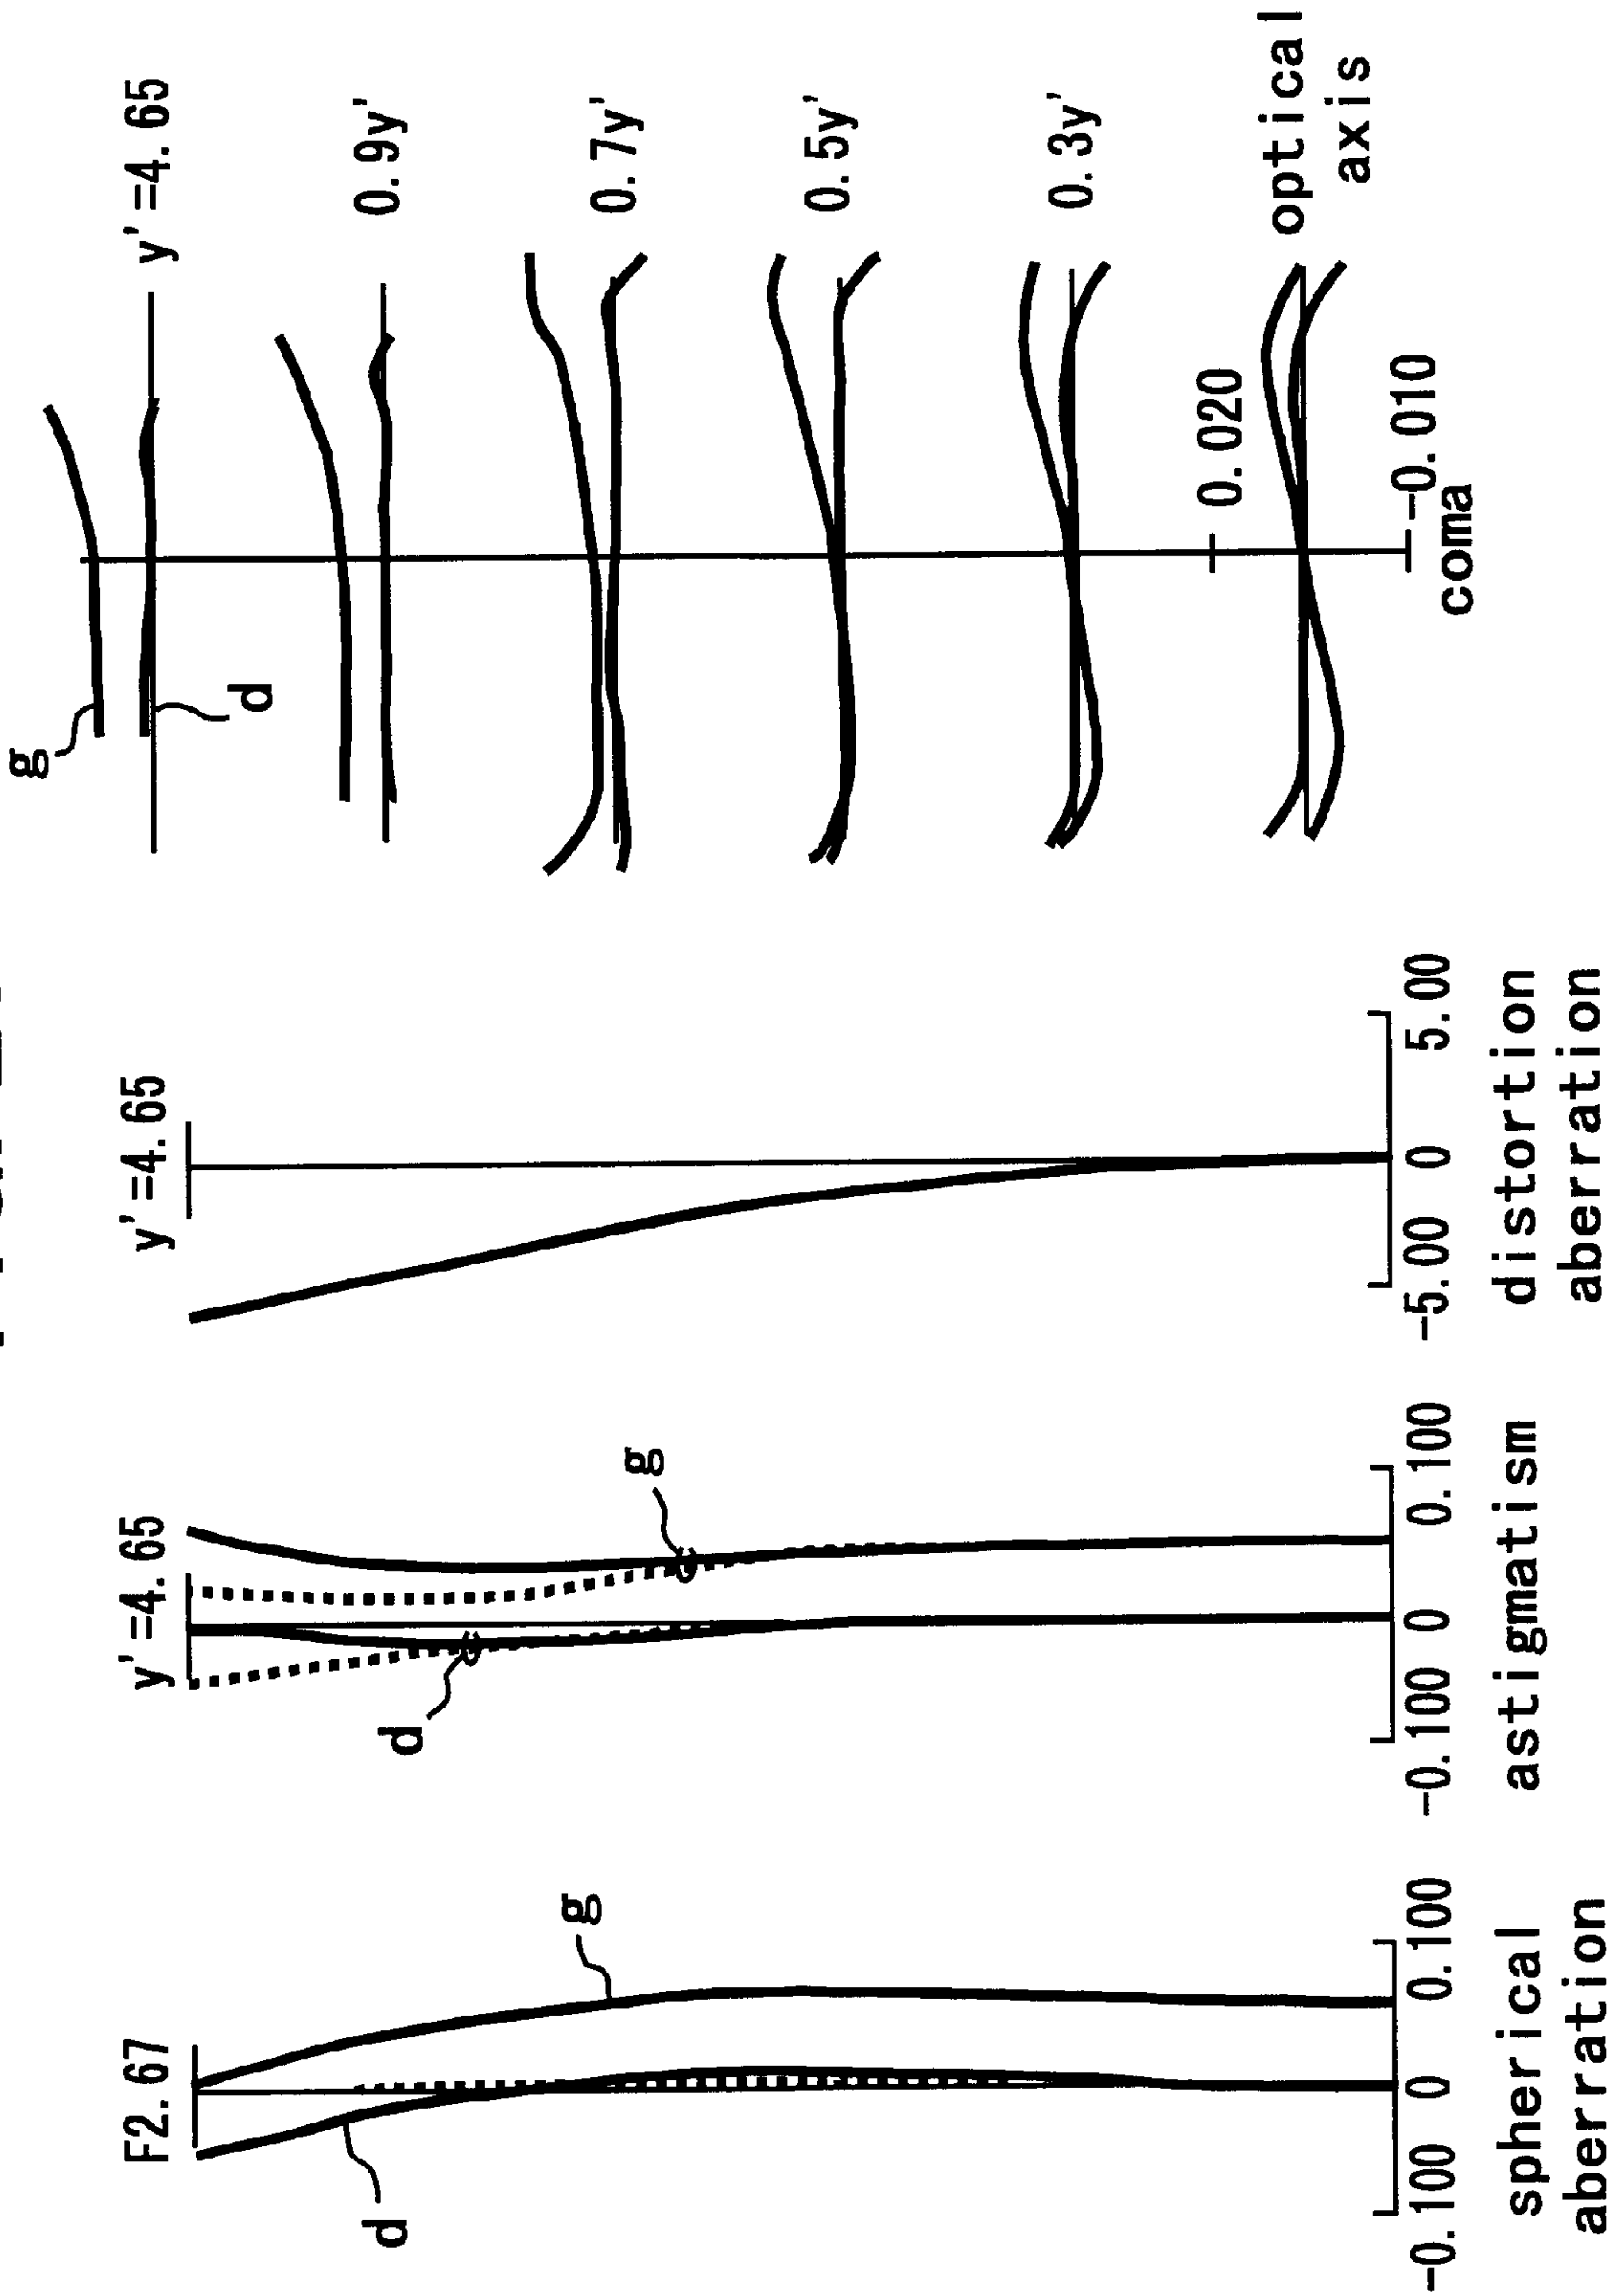 F2.67
d
g
-0.100 0 0.100
spherical
aberration
y'=4.65
d
g
-0.100 0 0.100
astigmatism
y'=4.65
-5.00 0 5.00
distortion
aberration
g
d
y'=4.65
0.9y'
0.7y'
0.5y'
0.3y'
0.020
optical
axis
-0.010
coma